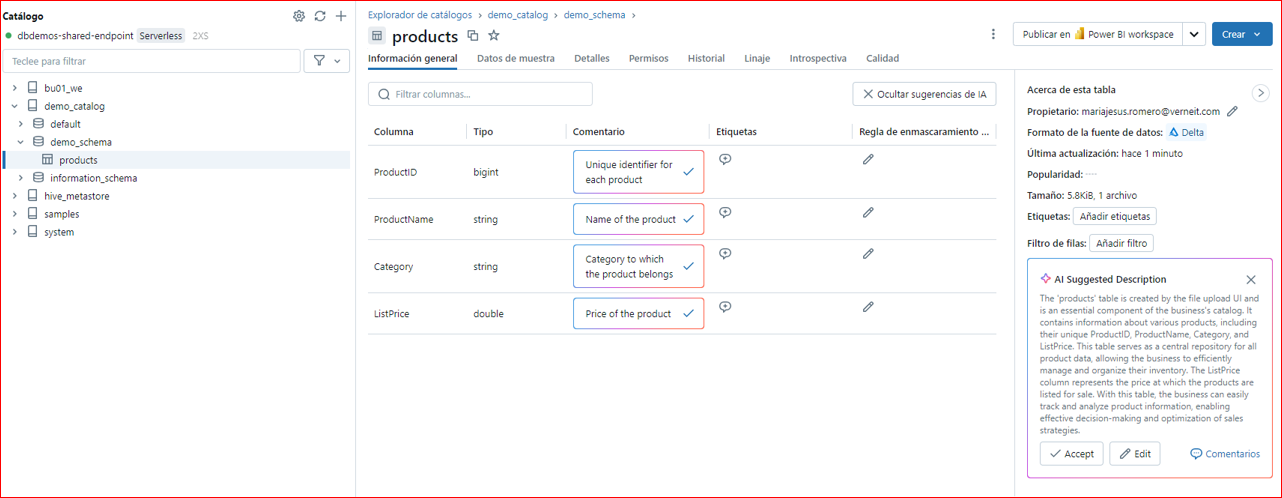 Catálogo
dbdemos-shared-endpoint Serverless 2XS
Teclee para filtrar
bu01_we
demo_catalog
default
demo_schema
products
information_schema
hive_metastore
samples
system
Explorador de catálogos > demo_catalog > demo_schema >
products
Publicar en Power BI workspace
Crear
Información general Datos de muestra Detalles Permisos Historial Linaje Introspectiva Calidad
Filtrar columnas...
Ocultar sugerencias de IA
Columna Tipo Comentario Etiquetas Regla de enmascaramiento ...
ProductID bigint Unique identifier for
each product
ProductName string Name of the product
Category string Category to which
the product belongs
ListPrice double Price of the product
Acerca de esta tabla
Propietario: mariajesus.romero@verneit.com
Formato de la fuente de datos: Delta
Última actualización: hace 1 minuto
Popularidad:
Tamaño: 5.8KiB, 1 archivo
Etiquetas: Añadir etiquetas
Filtro de filas: Añadir filtro
AI Suggested Description
The 'products' table is created by the file upload UI and
is an essential component of the business's catalog. It
contains information about various products, including
their unique ProductID, ProductName, Category, and
ListPrice. This table serves as a central repository for all
product data, allowing the business to efficiently
manage and organize their inventory. The ListPrice
column represents the price at which the products are
listed for sale. With this table, the business can easily
track and analyze product information, enabling
effective decision-making and optimization of sales
strategies.
Accept Edit Comentarios